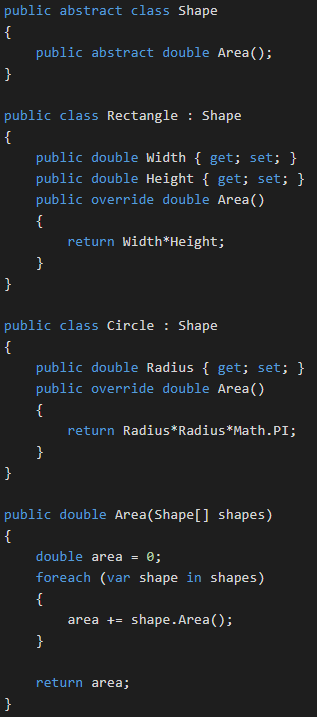 public abstract class Shape
{
    public abstract double Area();
}

public class Rectangle : Shape
{
    public double Width { get; set; }
    public double Height { get; set; }
    public override double Area()
    {
        return Width*Height;
    }
}

public class Circle : Shape
{
    public double Radius { get; set; }
    public override double Area()
    {
        return Radius*Radius*Math.PI;
    }
}

public double Area(Shape[] shapes)
{
    double area = 0;
    foreach (var shape in shapes)
    {
        area += shape.Area();
    }

    return area;
}